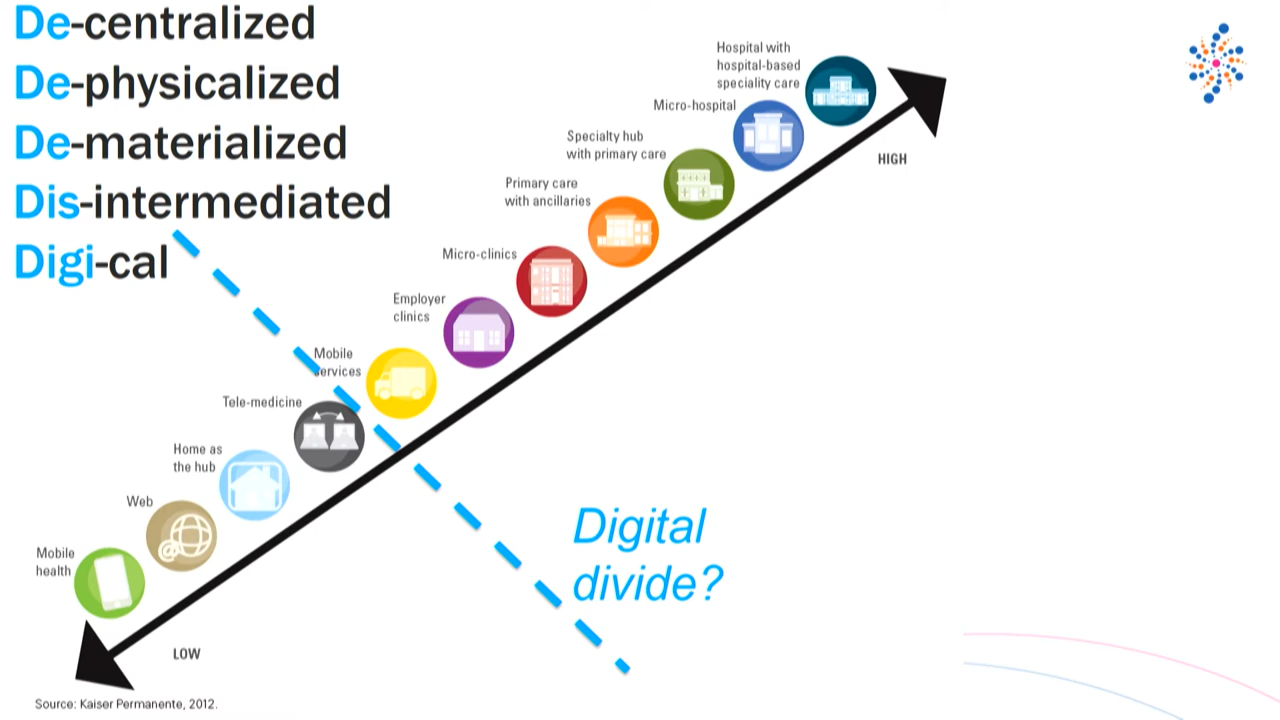 De-centralized
De-physicalized
De-materialized
Dis-intermediated
Digi-cal
Hospital with
hospital-based
speciality care
Micro-hospital
HIGH
Specialty hub
with primary care
Primary care
with ancillaries
Micro-clinics
Employer
clinics
Mobile
services
Tele-medicine
Home as
the hub
Web
Mobile
health
LOW
Digital
divide?
Source: Kaiser Permanente, 2012.